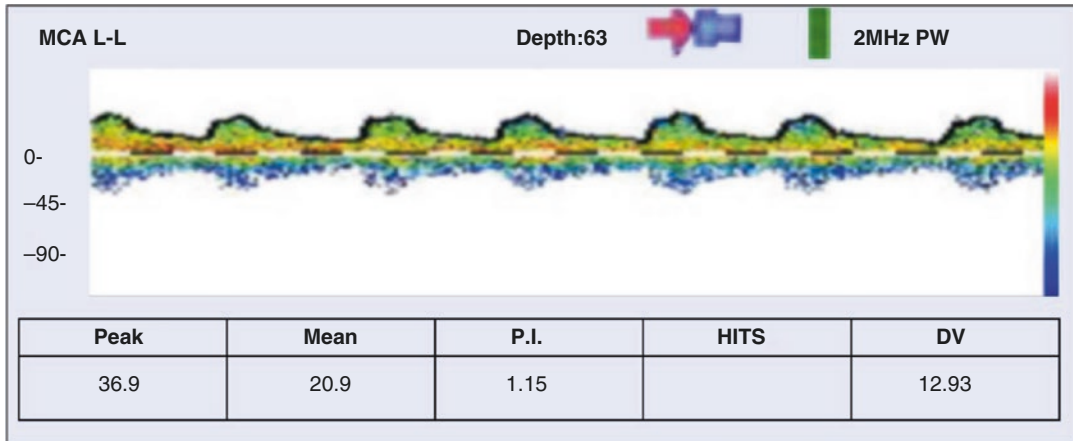 MCA L-L Depth:63 2MHz PW
0-
–45-
–90-
Peak Mean P.I. HITS DV
36.9 20.9 1.15 12.93